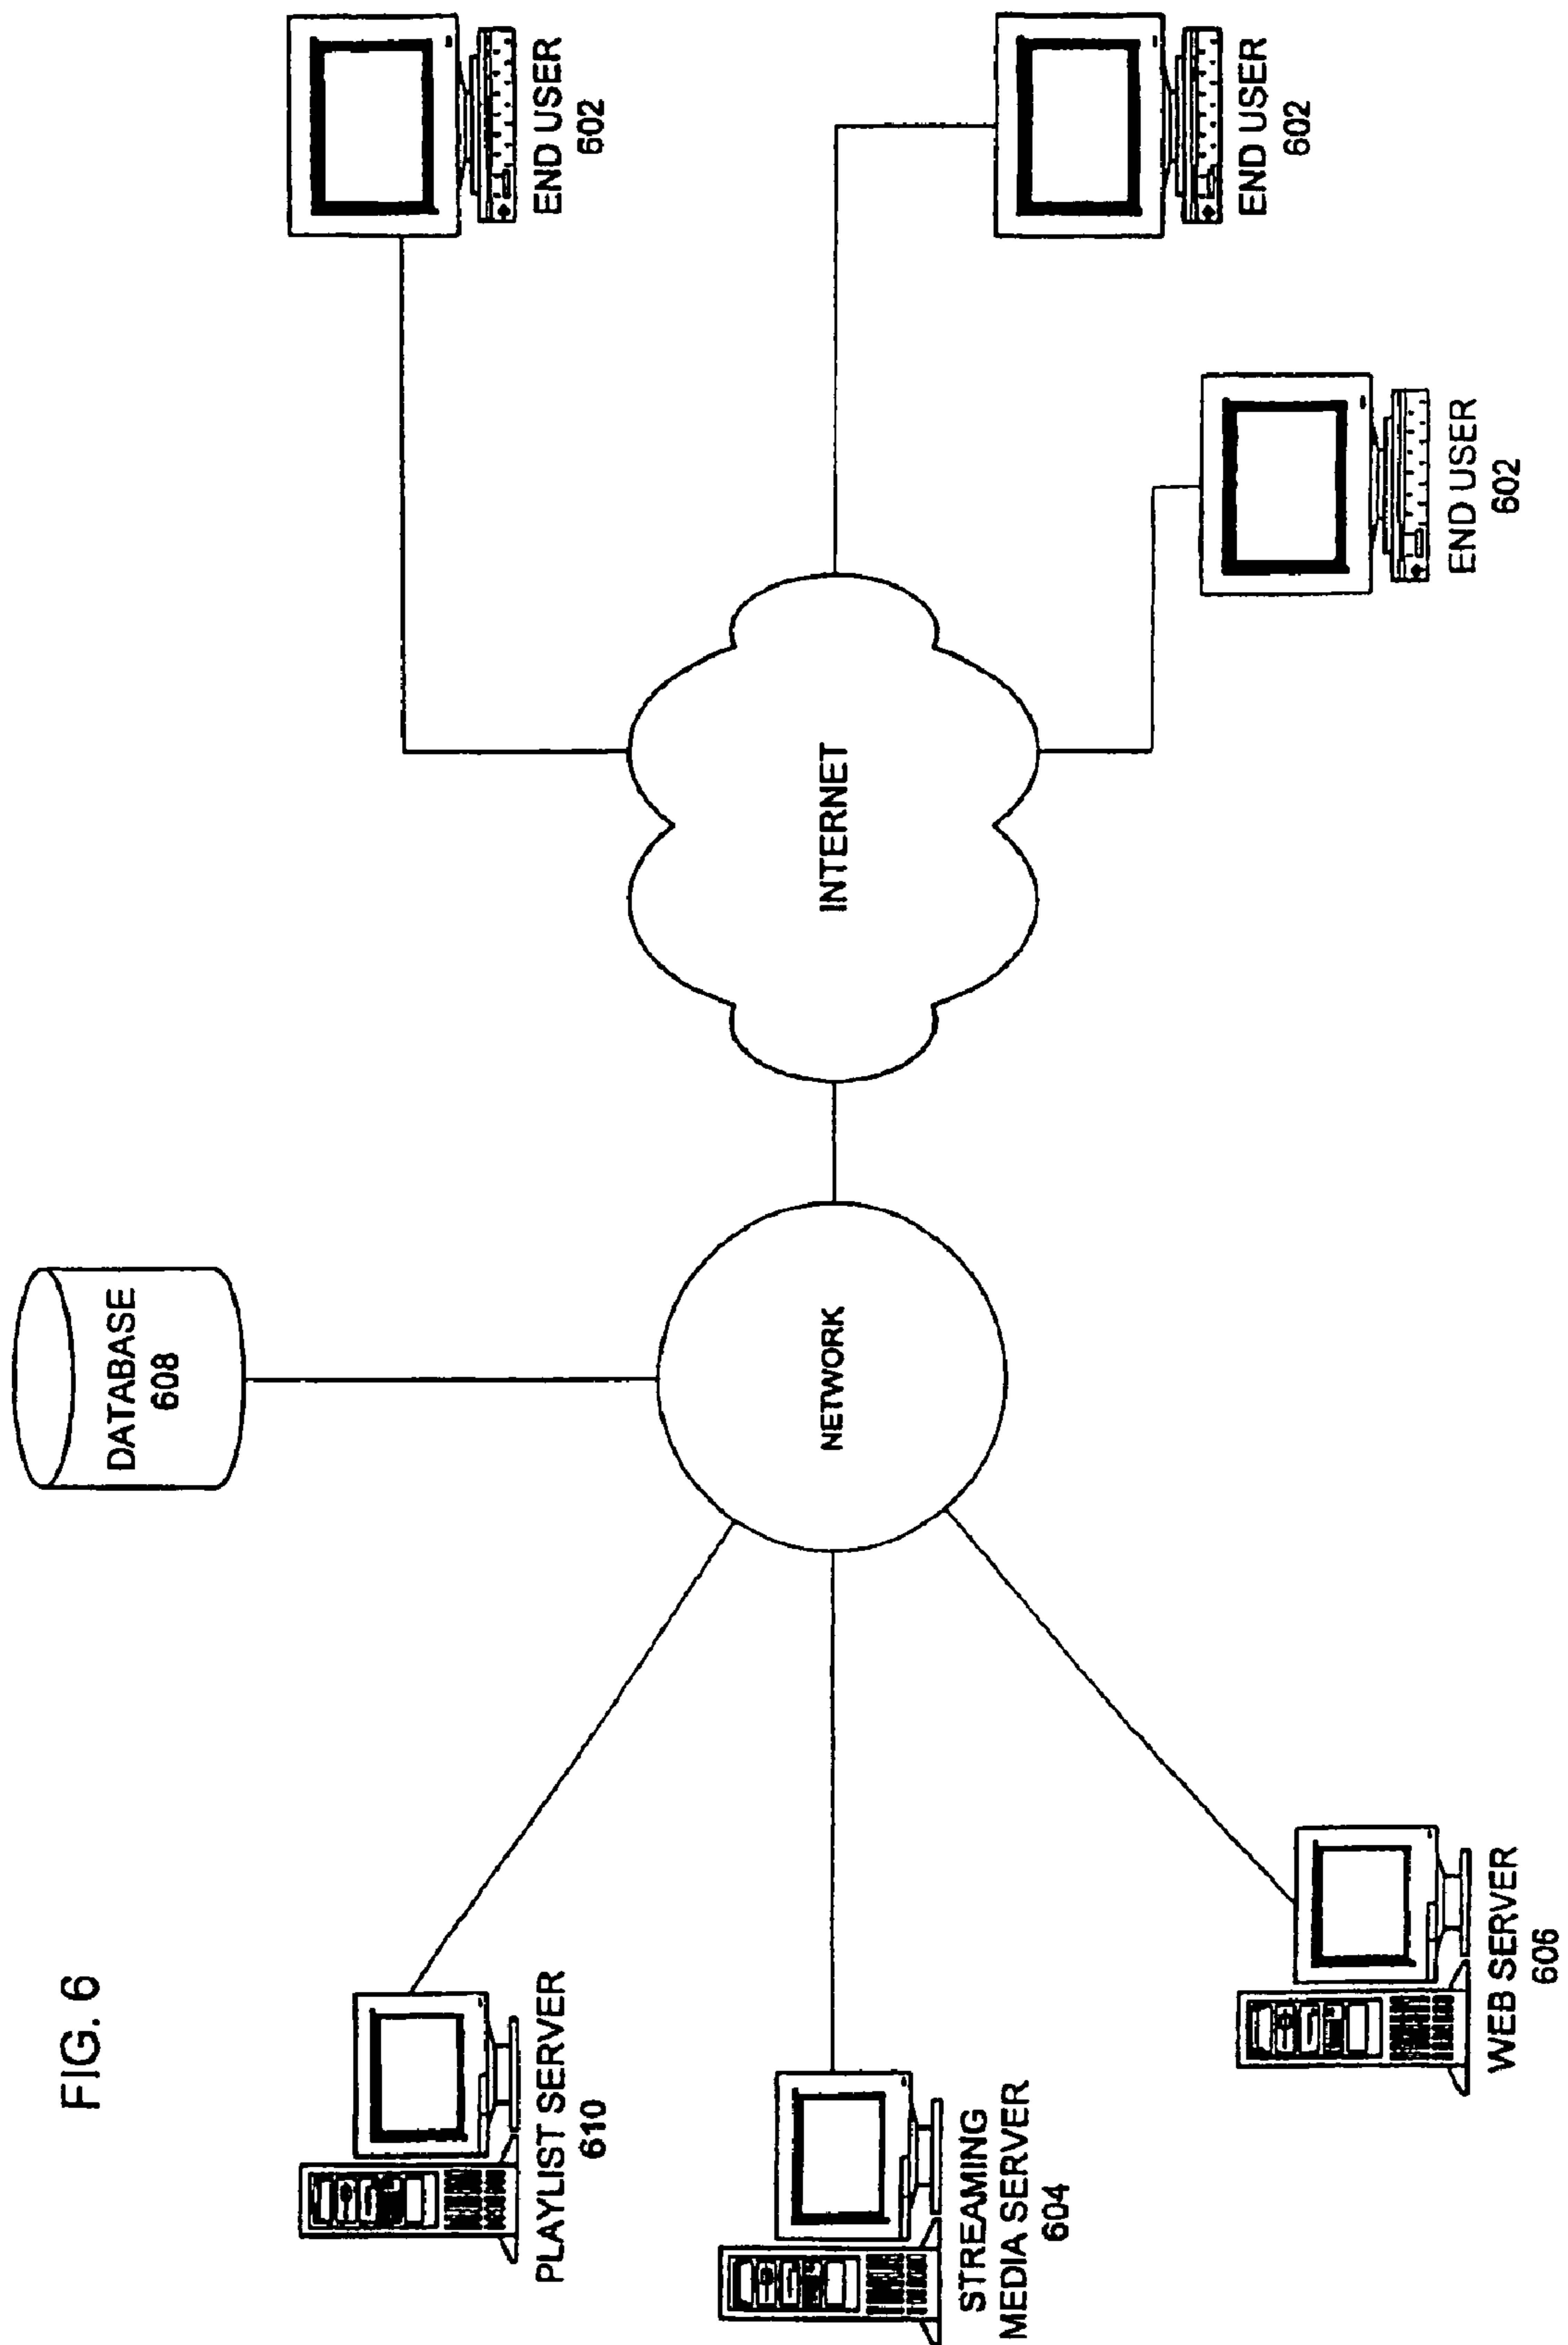 FIG. 6
DATABASE
608
PLAYLIST SERVER
610
END USER
602
STREAMING
MEDIA SERVER
604
NETWORK
INTERNET
END USER
602
WEB SERVER
606
END USER
602